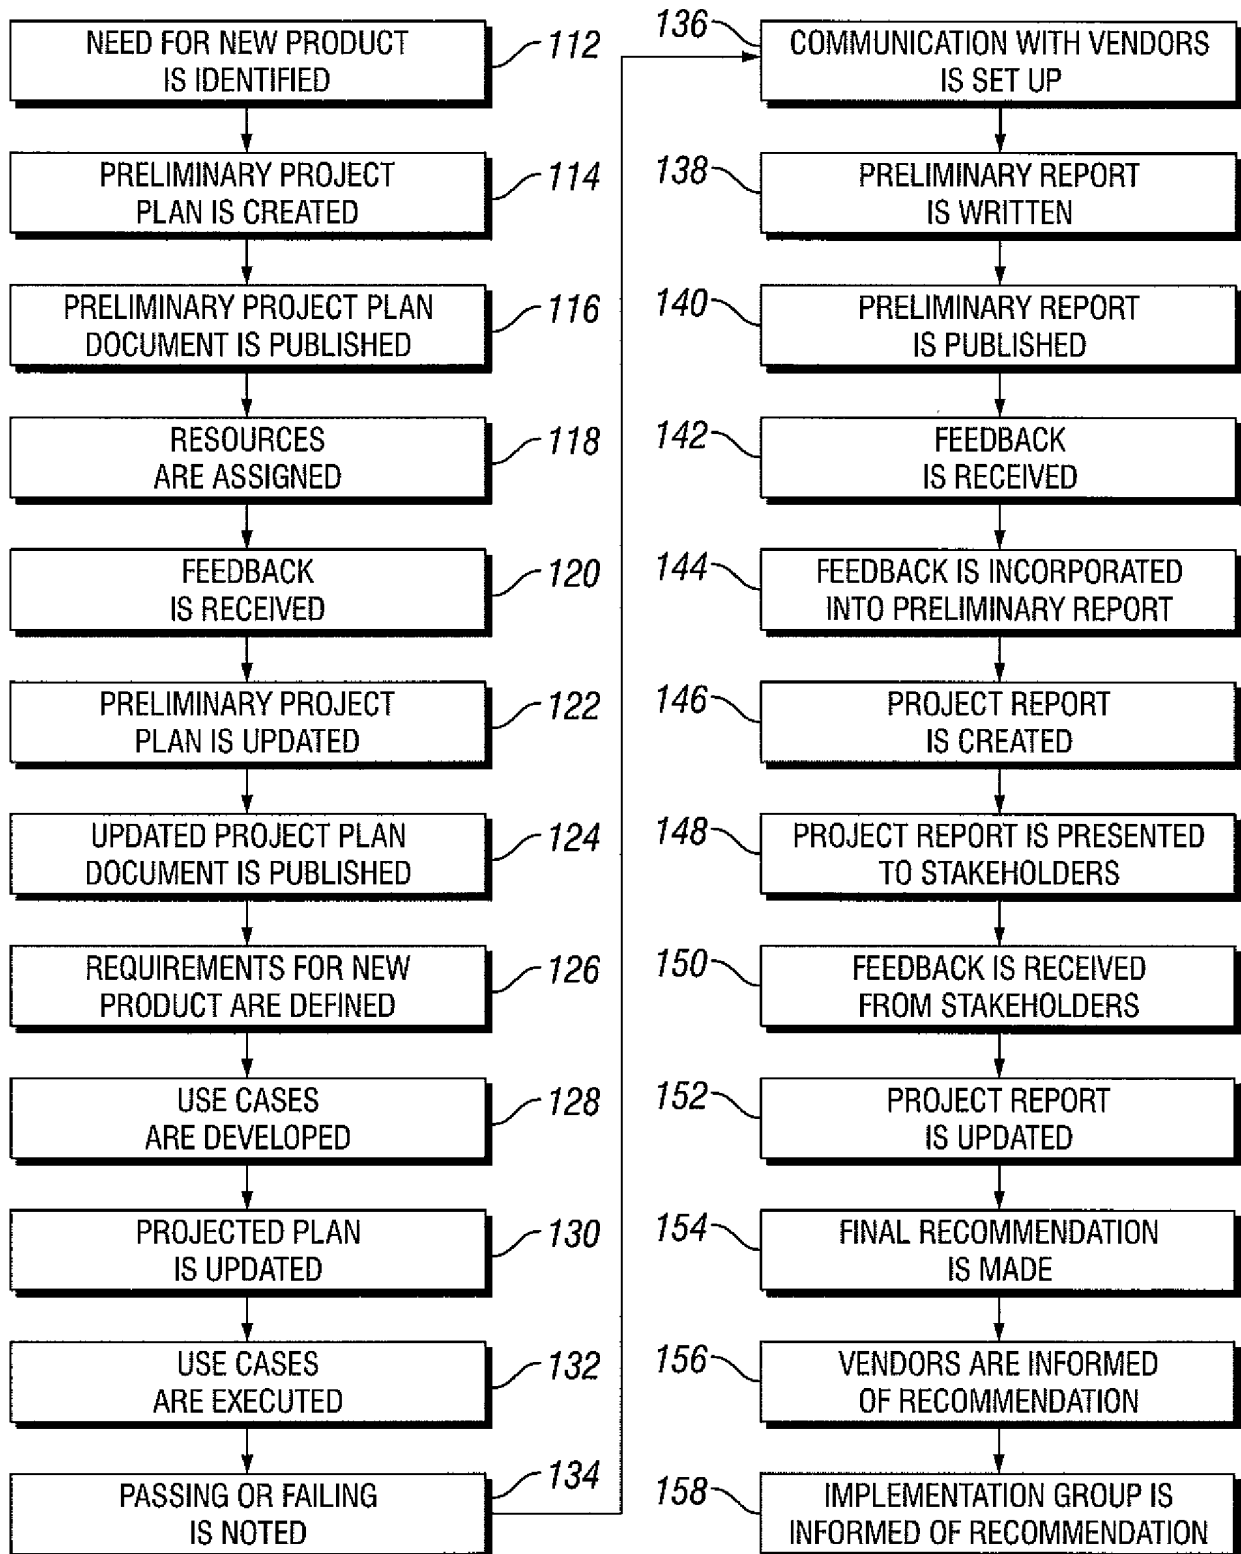 NEED FOR NEW PRODUCT
IS IDENTIFIED
112
PRELIMINARY PROJECT
PLAN IS CREATED
114
PRELIMINARY PROJECT PLAN
DOCUMENT IS PUBLISHED
116
RESOURCES
ARE ASSIGNED
118
FEEDBACK
IS RECEIVED
120
PRELIMINARY PROJECT
PLAN IS UPDATED
122
UPDATED PROJECT PLAN
DOCUMENT IS PUBLISHED
124
REQUIREMENTS FOR NEW
PRODUCT ARE DEFINED
126
USE CASES
ARE DEVELOPED
128
PROJECTED PLAN
IS UPDATED
130
USE CASES
ARE EXECUTED
132
PASSING OR FAILING
IS NOTED
134
136
COMMUNICATION WITH VENDORS
IS SET UP
138
PRELIMINARY REPORT
IS WRITTEN
140
PRELIMINARY REPORT
IS PUBLISHED
142
FEEDBACK
IS RECEIVED
144
FEEDBACK IS INCORPORATED
INTO PRELIMINARY REPORT
146
PROJECT REPORT
IS CREATED
148
PROJECT REPORT IS PRESENTED
TO STAKEHOLDERS
150
FEEDBACK IS RECEIVED
FROM STAKEHOLDERS
152
PROJECT REPORT
IS UPDATED
154
FINAL RECOMMENDATION
IS MADE
156
VENDORS ARE INFORMED
OF RECOMMENDATION
158
IMPLEMENTATION GROUP IS
INFORMED OF RECOMMENDATION